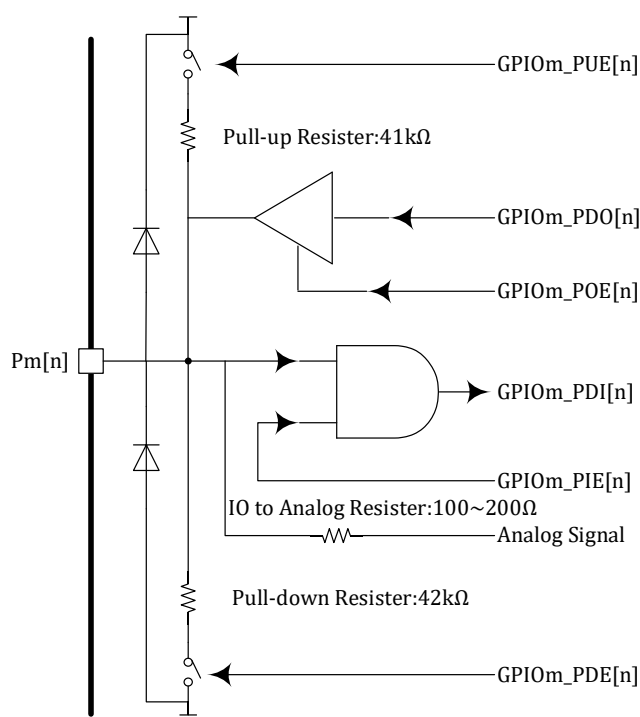 GPIOm_PUE[n]
Pull-up Resister:41kΩ
GPIOm_PDO[n]
GPIOm_POE[n]
Pm[n]
GPIOm_PDI[n]
GPIOm_PIE[n]
IO to Analog Resister:100~200Ω
Analog Signal
Pull-down Resister:42kΩ
GPIOm_PDE[n]